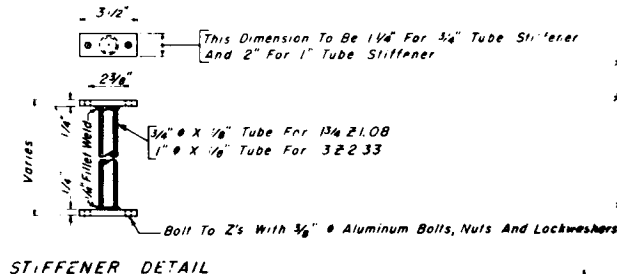 3 1/2"
This Dimension To Be 1 1/4" For 3/4" Tube Stiffener
And 2" For 1" Tube Stiffener
2 3/8"
1/4"
Varies
1/4" Fillet Weld
3/4" ø X 1/8" Tube For 1 3/4 Z 1.08
1" ø X 1/8" Tube For 3 Z 2.33
1/4"
Bolt To Z's With 3/8" ø Aluminum Bolts, Nuts And Lockwashers
STIFFENER DETAIL